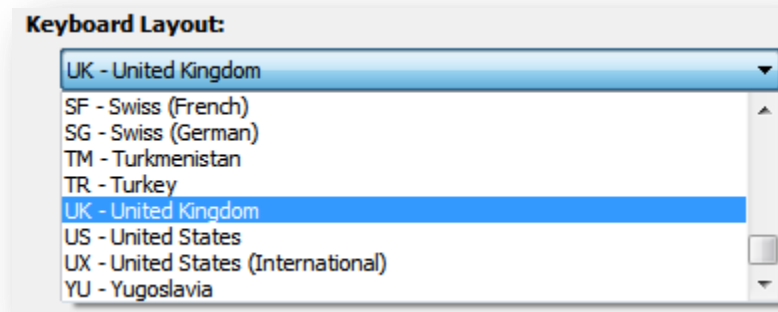 Keyboard Layout:
UK - United Kingdom
SF - Swiss (French)
SG - Swiss (German)
TM - Turkmenistan
TR - Turkey
UK - United Kingdom
US - United States
UX - United States (International)
YU - Yugoslavia